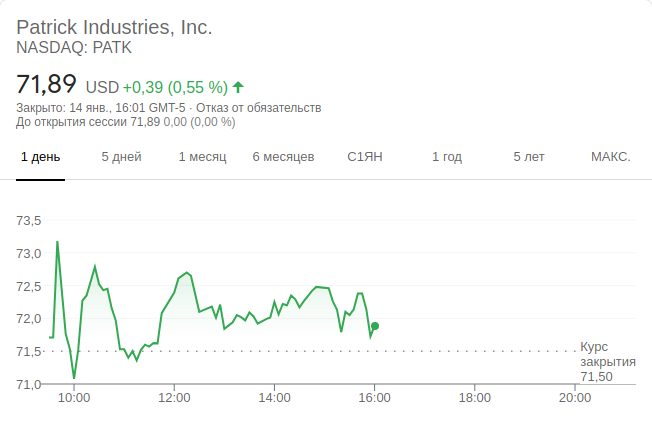 Patrick Industries, Inc.
NASDAQ: PATK
71,89 USD +0,39 (0,55 %)
Закрыто: 14 янв., 16:01 GMT-5 · Отказ от обязательств
До открытия сессии 71,89 0,00 (0,00 %)
1 день 5 дней 1 месяц 6 месяцев С1ЯН 1 год 5 лет МАКС.
73,5
73,0
72,5
72,0
71,5
71,0
Курс
закрытия
71,50
10:00 12:00 14:00 16:00 18:00 20:00